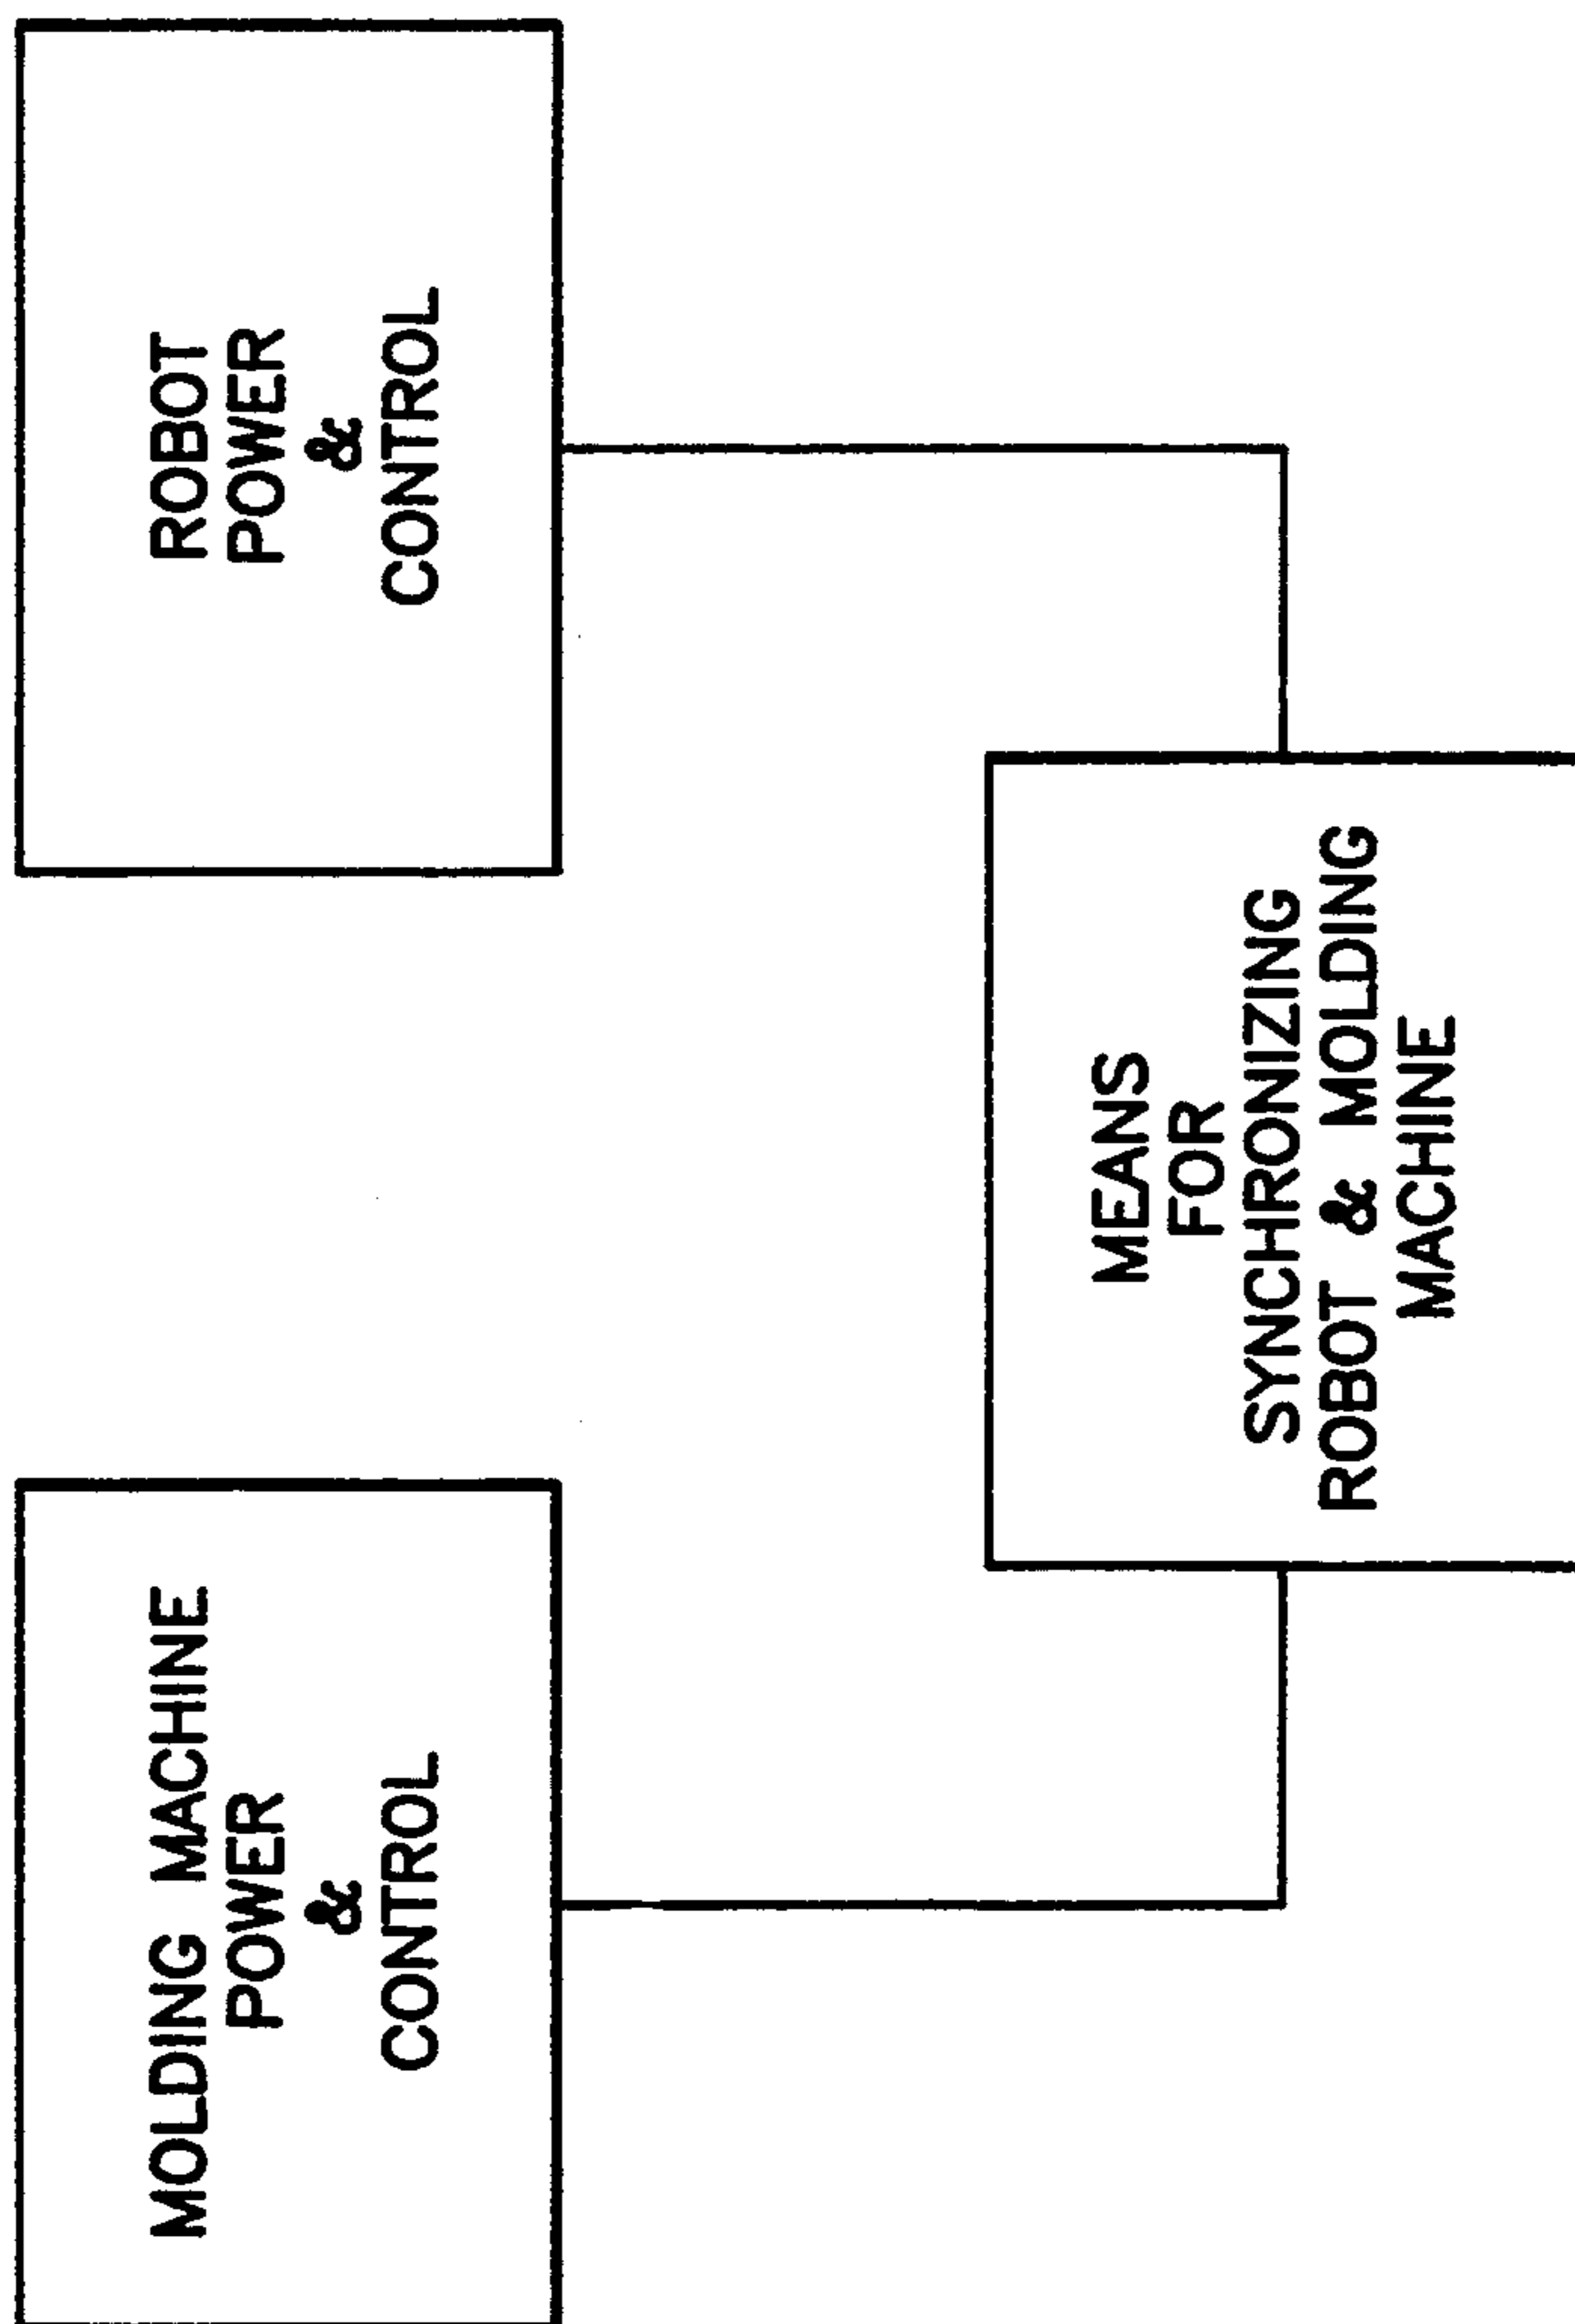 MOLDING MACHINE
POWER
&
CONTROL
ROBOT
POWER
&
CONTROL
MEANS
FOR
SYNCHRONIZING
ROBOT & MOLDING
MACHINE